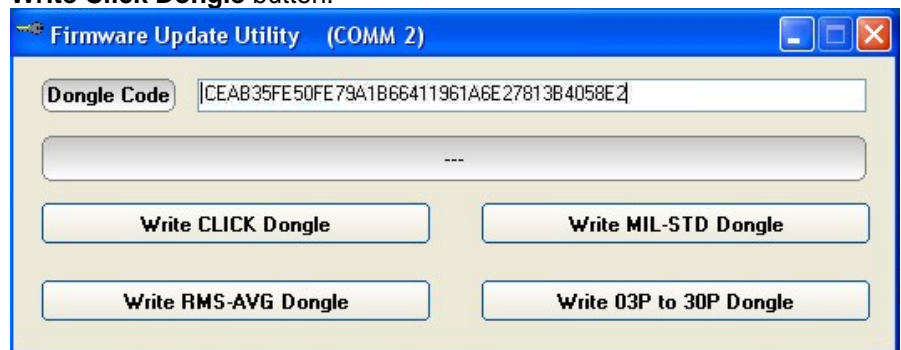 Write Click Dongle button.
Firmware Update Utility (COMM 2)
Dongle Code CEAB35FE50FE79A1B66411961A6E27813B4058E2
---
Write CLICK Dongle Write MIL-STD Dongle
Write RMS-AVG Dongle Write 03P to 30P Dongle